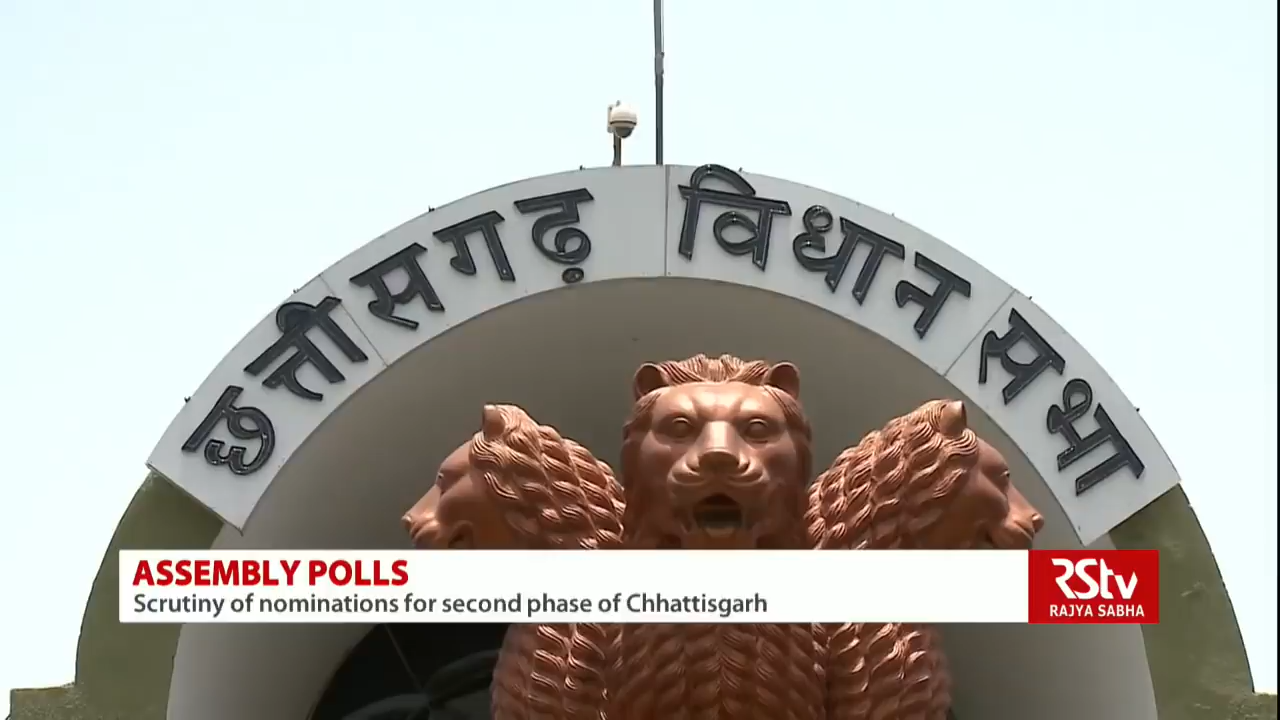 छत्तीसगढ़ विधान सभा
ASSEMBLY POLLS
Scrutiny of nominations for second phase of Chhattisgarh
RStv
RAJYA SABHA